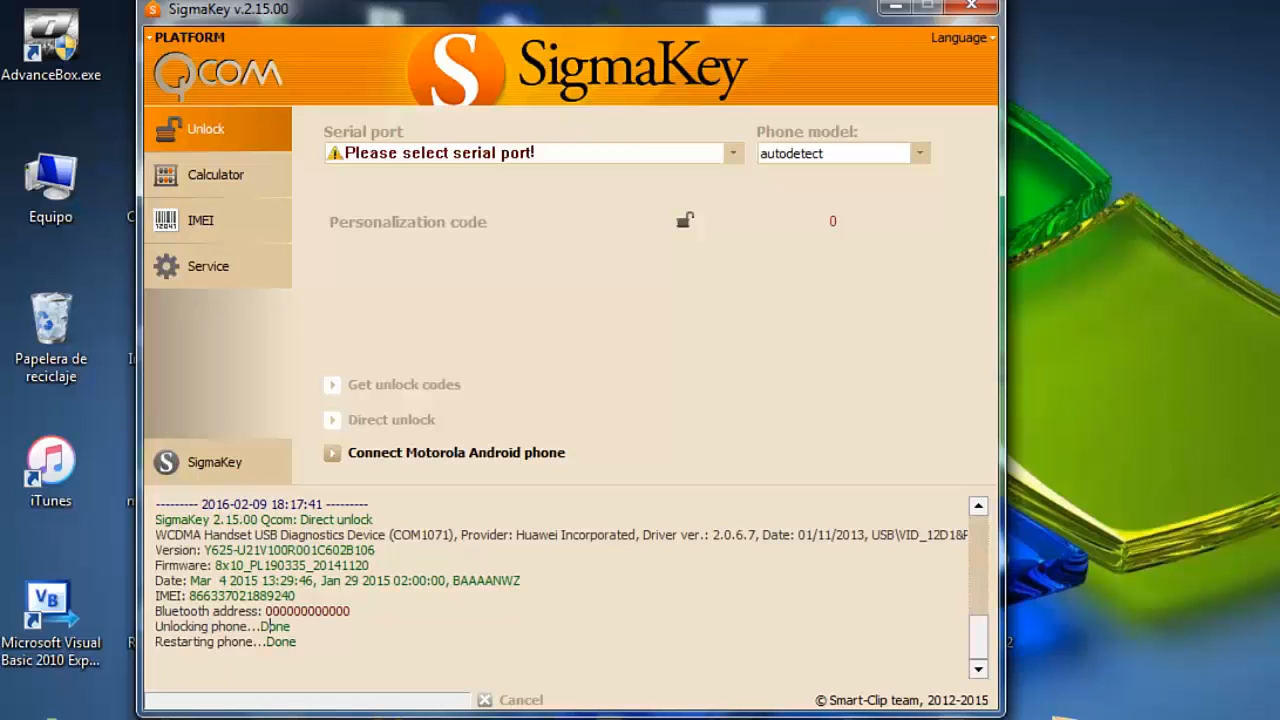 AdvanceBox.exe
Equipo
Papelera de
reciclaje
iTunes
Microsoft Visual
Basic 2010 Exp...
SigmaKey v.2.15.00
PLATFORM
QCOM
SigmaKey
Language
Unlock
Calculator
IMEI
Service
SigmaKey
Serial port
Please select serial port!
Phone model:
autodetect
Personalization code
0
Get unlock codes
Direct unlock
Connect Motorola Android phone
--------- 2016-02-09 18:17:41 ---------
SigmaKey 2.15.00 Qcom: Direct unlock
WCDMA Handset USB Diagnostics Device (COM1071), Provider: Huawei Incorporated, Driver ver.: 2.0.6.7, Date: 01/11/2013, USB\VID_12D1&
Version: Y625-U21V100R001C602B106
Firmware: 8x10_PL190335_20141120
Date: Mar 4 2015 13:29:46, Jan 29 2015 02:00:00, BAAAANWZ
IMEI: 866337021889240
Bluetooth address: 000000000000
Unlocking phone...Done
Restarting phone...Done
Cancel
© Smart-Clip team, 2012-2015